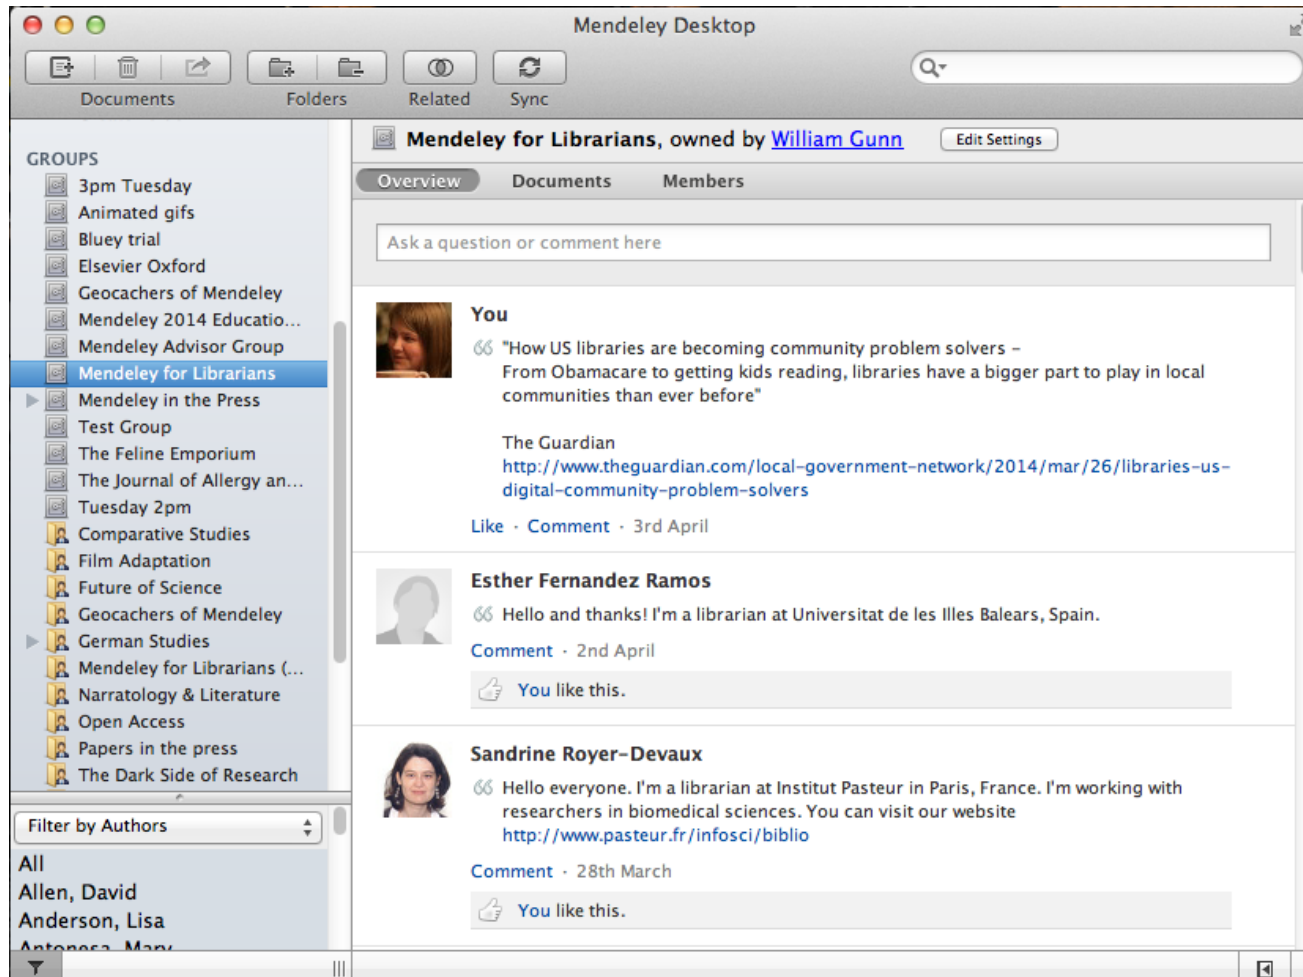 Mendeley Desktop
Documents
Folders
Related
Sync
GROUPS
3pm Tuesday
Animated gifs
Bluey trial
Elsevier Oxford
Geocachers of Mendeley
Mendeley 2014 Educatio...
Mendeley Advisor Group
Mendeley for Librarians
Mendeley in the Press
Test Group
The Feline Emporium
The Journal of Allergy an...
Tuesday 2pm
Comparative Studies
Film Adaptation
Future of Science
Geocachers of Mendeley
German Studies
Mendeley for Librarians (...
Narratology & Literature
Open Access
Papers in the press
The Dark Side of Research
Filter by Authors
All
Allen, David
Anderson, Lisa
Antonesa, Mary
Mendeley for Librarians, owned by William Gunn
Edit Settings
Overview
Documents
Members
Ask a question or comment here
You
"How US libraries are becoming community problem solvers –
From Obamacare to getting kids reading, libraries have a bigger part to play in local
communities than ever before"
The Guardian
http://www.theguardian.com/local-government-network/2014/mar/26/libraries-us-
digital-community-problem-solvers
Like · Comment · 3rd April
Esther Fernandez Ramos
Hello and thanks! I'm a librarian at Universitat de les Illes Balears, Spain.
Comment · 2nd April
You like this.
Sandrine Royer-Devaux
Hello everyone. I'm a librarian at Institut Pasteur in Paris, France. I'm working with
researchers in biomedical sciences. You can visit our website
http://www.pasteur.fr/infosci/biblio
Comment · 28th March
You like this.